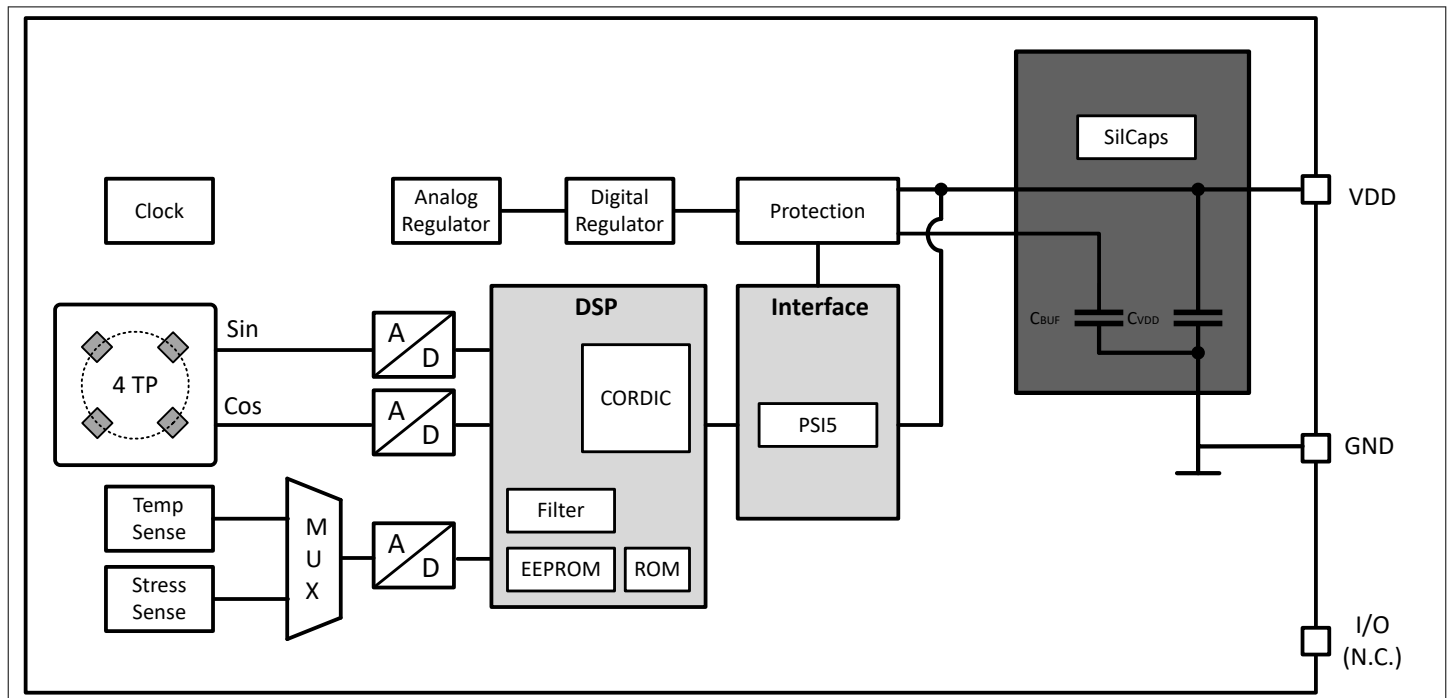 SilCaps
Clock
Analog
Regulator
Digital
Regulator
Protection
VDD
DSP
Interface
Sin
A
D
4 TP
CBUF
CVDD
CORDIC
Cos
A
D
PSI5
GND
Temp
Sense
M
U
X
Filter
A
D
EEPROM
ROM
Stress
Sense
I/O
(N.C.)